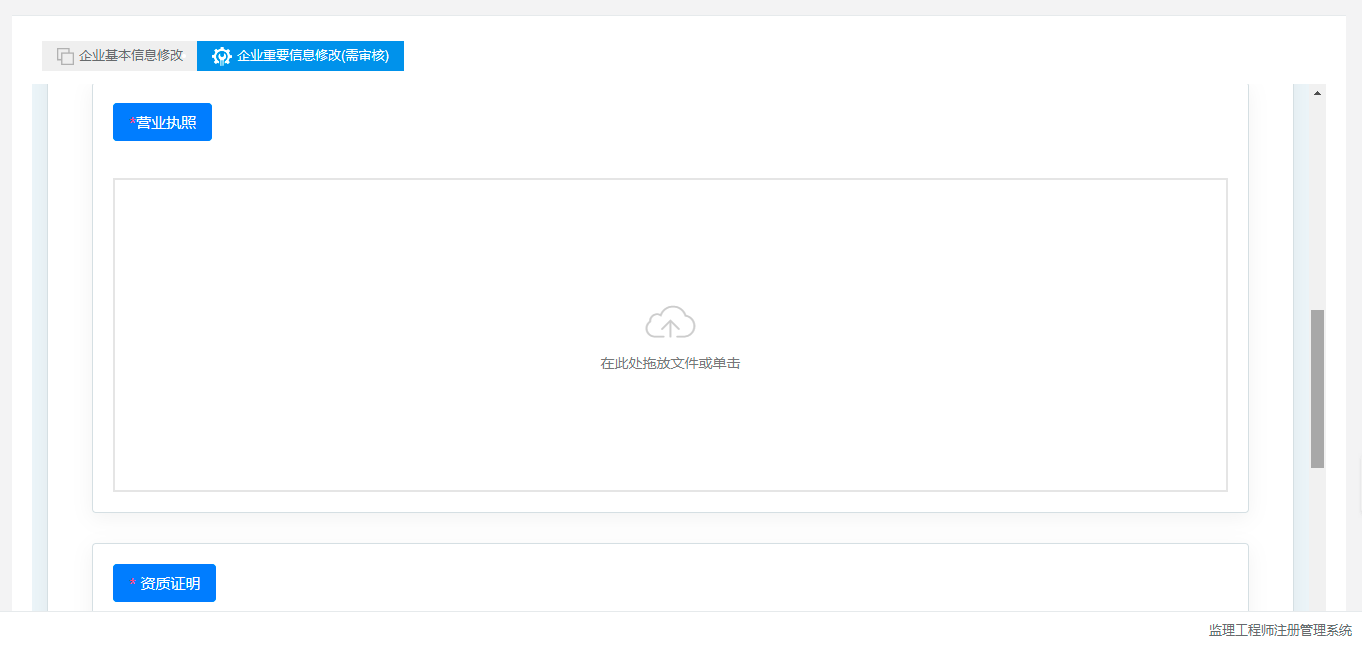 企业基本信息修改
企业重要信息修改(需审核)
*营业执照
在此处拖放文件或单击
* 资质证明
监理工程师注册管理系统